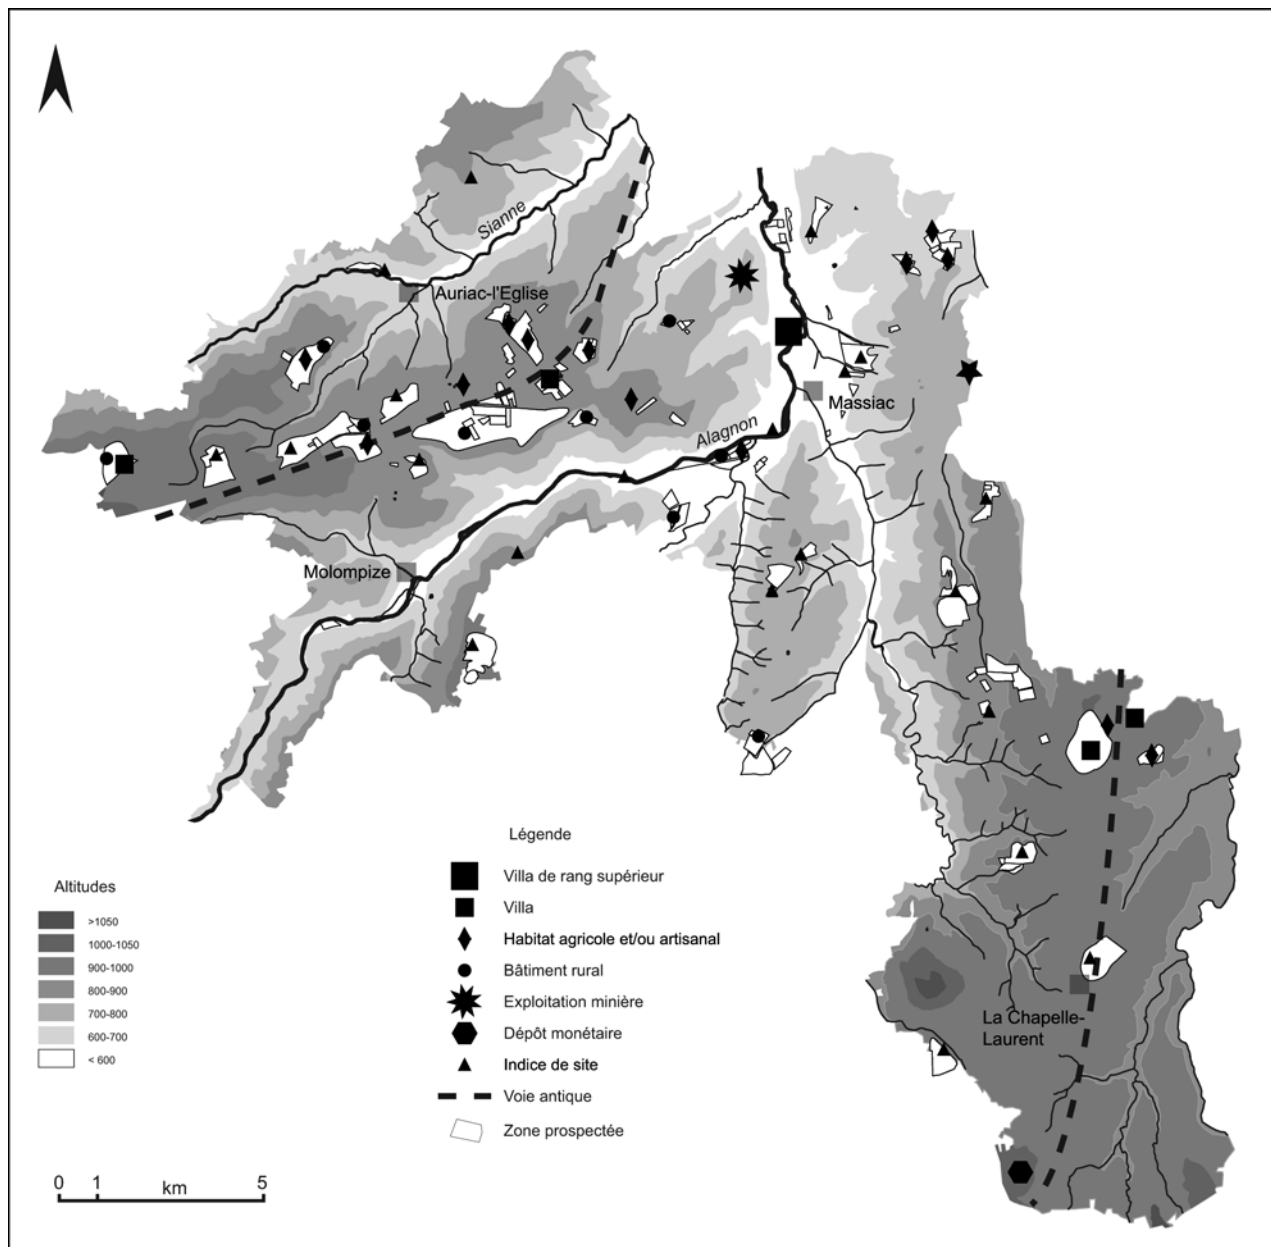 Sianne
Auriac-l'Eglise
Massiac
Alagnon
Molompize
La Chapelle-
Laurent
Légende
Villa de rang supérieur
Villa
Habitat agricole et/ou artisanal
Bâtiment rural
Exploitation minière
Dépôt monétaire
Indice de site
Voie antique
Zone prospectée
Altitudes
>1050
1000-1050
900-1000
800-900
700-800
600-700
< 600
0 1 km 5